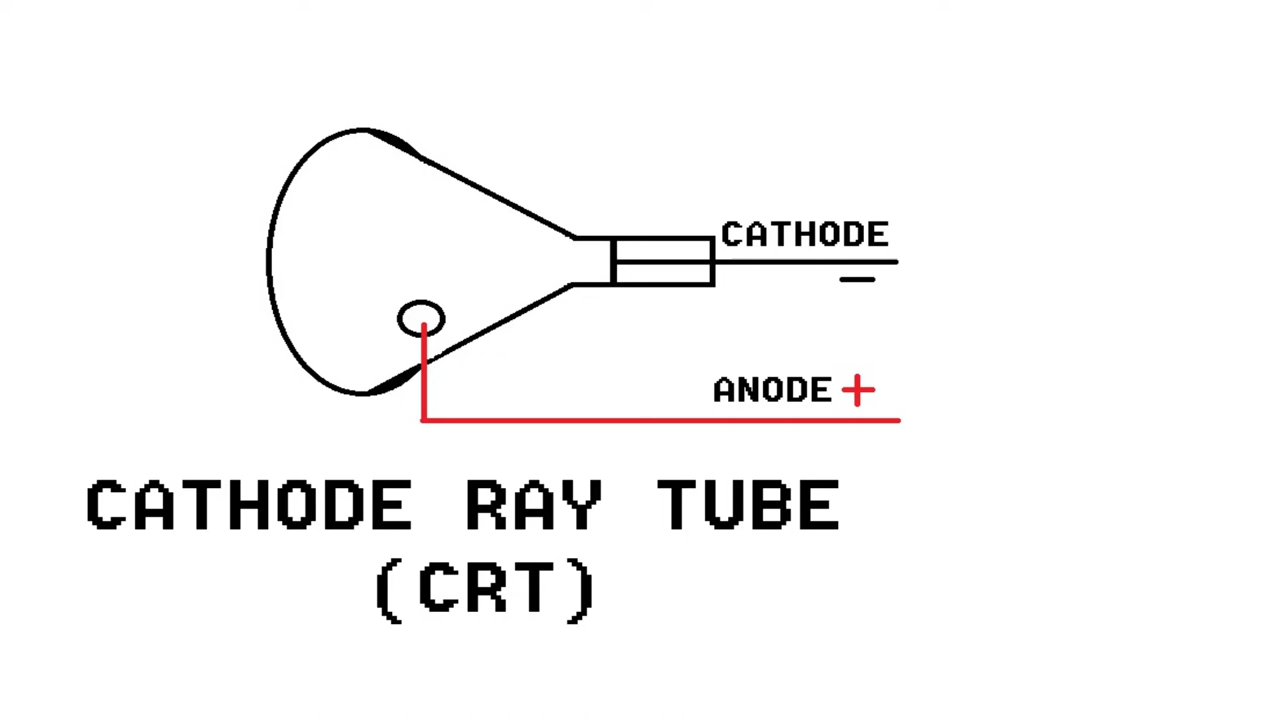 CATHODE
−
ANODE +
CATHODE RAY TUBE
(CRT)